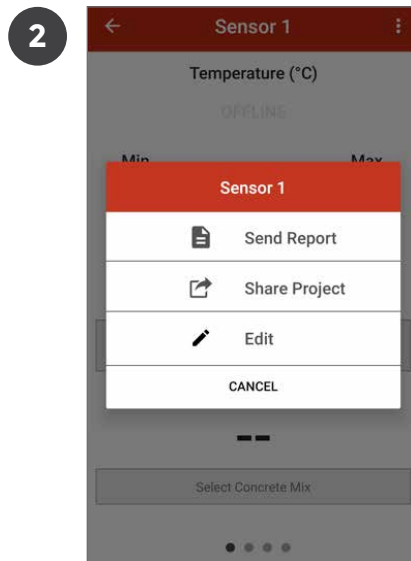 2
Sensor 1
Temperature (°C)
OFFLINE
Min Max
Sensor 1
Send Report
Share Project
Edit
CANCEL
--
Select Concrete Mix